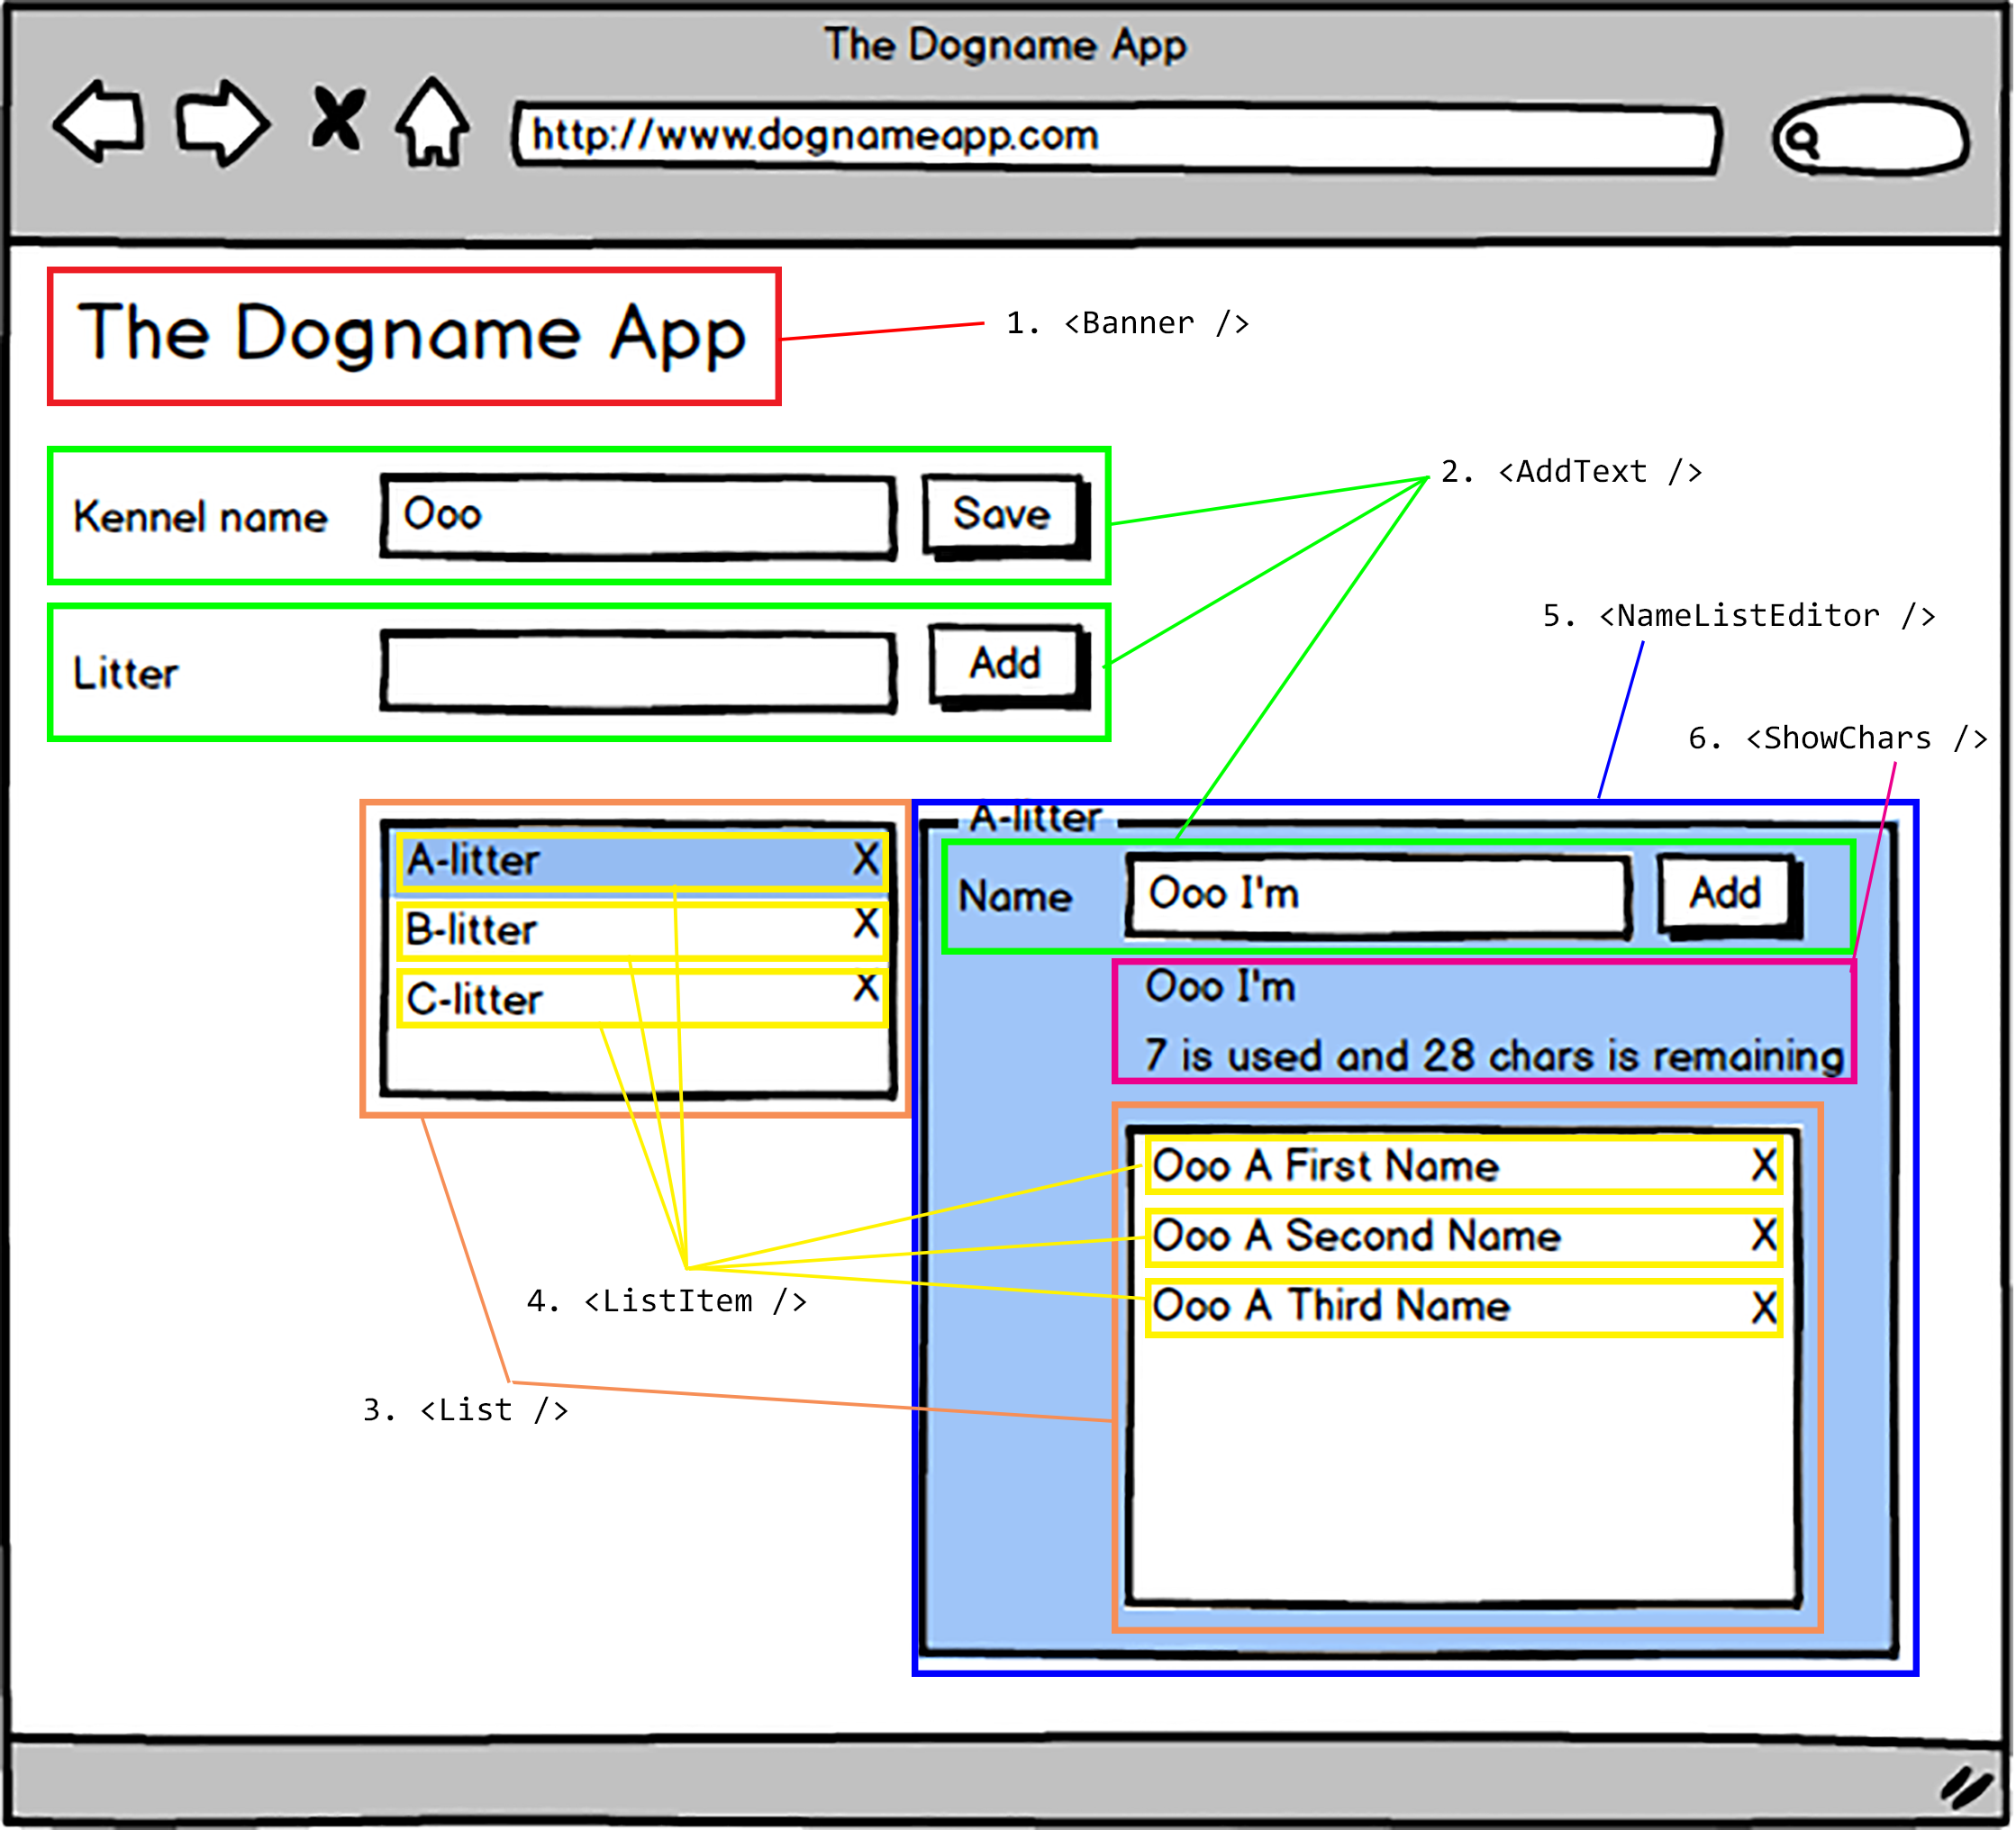 The Dogname App
http://www.dognameapp.com
The Dogname App
1. <Banner />
Kennel name
Ooo
Save
2. <AddText />
Litter
Add
5. <NameListEditor />
6. <ShowChars />
A-litter X
B-litter X
C-litter X
A-litter
Name
Ooo I'm
Add
Ooo I'm
7 is used and 28 chars is remaining
Ooo A First Name X
Ooo A Second Name X
Ooo A Third Name X
4. <ListItem />
3. <List />